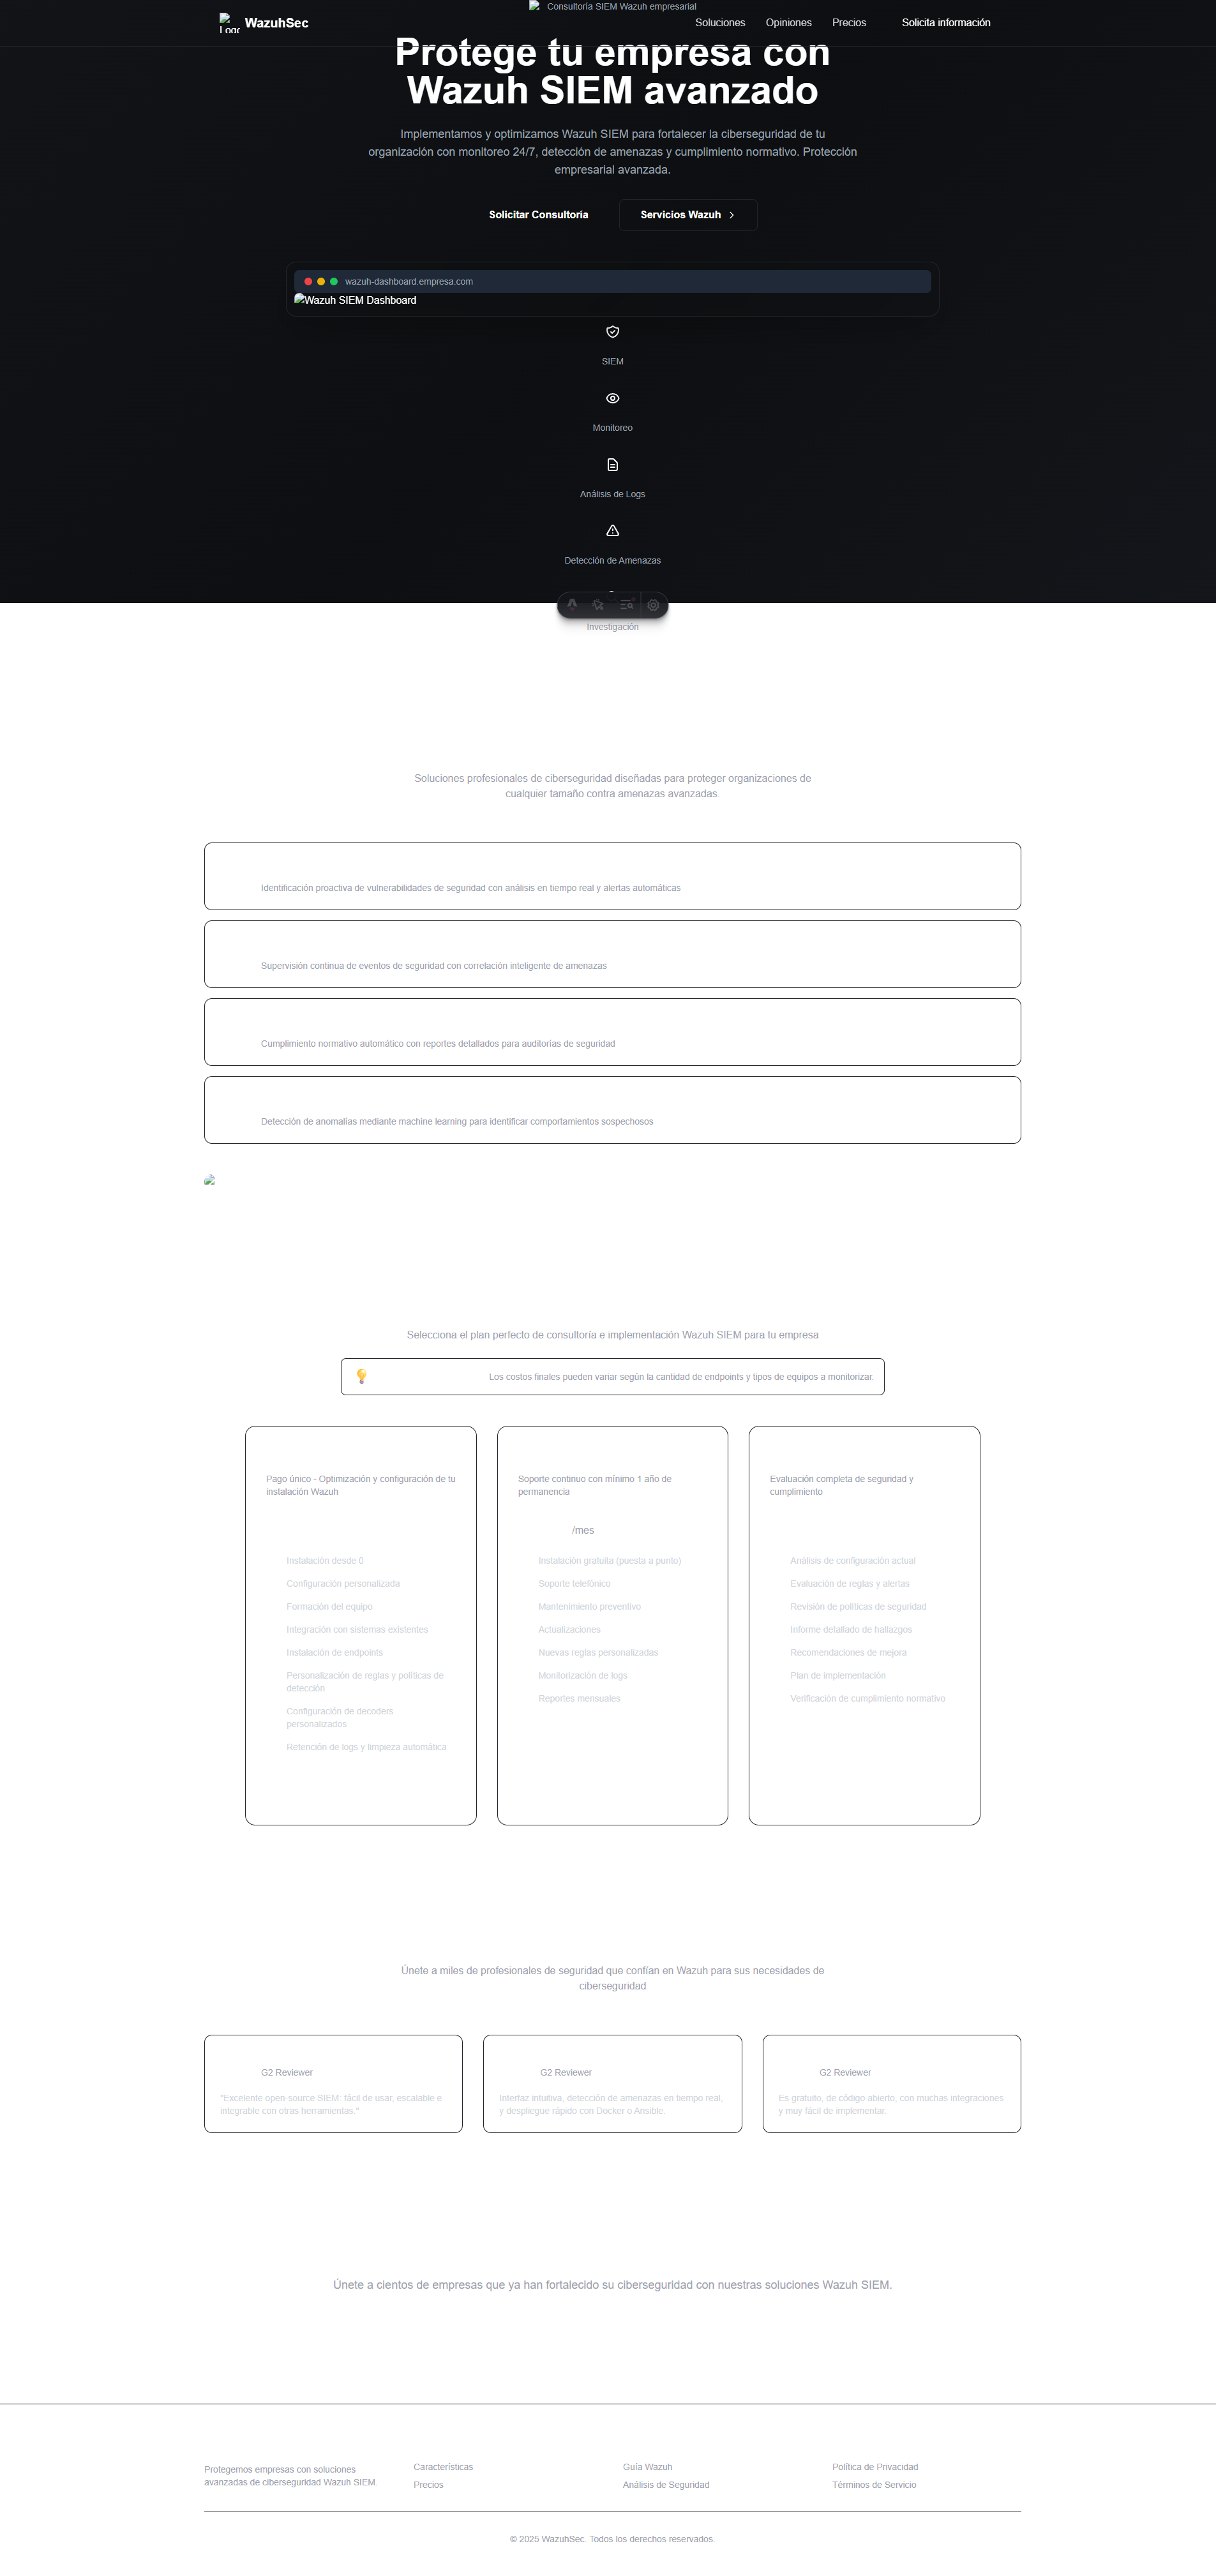 Consultoría SIEM Wazuh empresarial
WazuhSec
Soluciones
Opiniones
Precios
Solicita información
Protege tu empresa con
Wazuh SIEM avanzado
Implementamos y optimizamos Wazuh SIEM para fortalecer la ciberseguridad de tu
organización con monitoreo 24/7, detección de amenazas y cumplimiento normativo. Protección
empresarial avanzada.
Solicitar Consultoría
Servicios Wazuh
wazuh-dashboard.empresa.com
Wazuh SIEM Dashboard
SIEM
Monitoreo
Análisis de Logs
Detección de Amenazas
Investigación
Soluciones profesionales de ciberseguridad diseñadas para proteger organizaciones de
cualquier tamaño contra amenazas avanzadas.
Identificación proactiva de vulnerabilidades de seguridad con análisis en tiempo real y alertas automáticas
Supervisión continua de eventos de seguridad con correlación inteligente de amenazas
Cumplimiento normativo automático con reportes detallados para auditorías de seguridad
Detección de anomalías mediante machine learning para identificar comportamientos sospechosos
Selecciona el plan perfecto de consultoría e implementación Wazuh SIEM para tu empresa
Los costos finales pueden variar según la cantidad de endpoints y tipos de equipos a monitorizar.
Pago único - Optimización y configuración de tu
instalación Wazuh
Instalación desde 0
Configuración personalizada
Formación del equipo
Integración con sistemas existentes
Instalación de endpoints
Personalización de reglas y políticas de
detección
Configuración de decoders
personalizados
Retención de logs y limpieza automática
Soporte continuo con mínimo 1 año de
permanencia
/mes
Instalación gratuita (puesta a punto)
Soporte telefónico
Mantenimiento preventivo
Actualizaciones
Nuevas reglas personalizadas
Monitorización de logs
Reportes mensuales
Evaluación completa de seguridad y
cumplimiento
Análisis de configuración actual
Evaluación de reglas y alertas
Revisión de políticas de seguridad
Informe detallado de hallazgos
Recomendaciones de mejora
Plan de implementación
Verificación de cumplimiento normativo
Únete a miles de profesionales de seguridad que confían en Wazuh para sus necesidades de
ciberseguridad
G2 Reviewer
"Excelente open-source SIEM: fácil de usar, escalable e
integrable con otras herramientas."
G2 Reviewer
Interfaz intuitiva, detección de amenazas en tiempo real,
y despliegue rápido con Docker o Ansible.
G2 Reviewer
Es gratuito, de código abierto, con muchas integraciones
y muy fácil de implementar.
Únete a cientos de empresas que ya han fortalecido su ciberseguridad con nuestras soluciones Wazuh SIEM.
Protegemos empresas con soluciones
avanzadas de ciberseguridad Wazuh SIEM.
Características
Precios
Guía Wazuh
Análisis de Seguridad
Política de Privacidad
Términos de Servicio
© 2025 WazuhSec. Todos los derechos reservados.